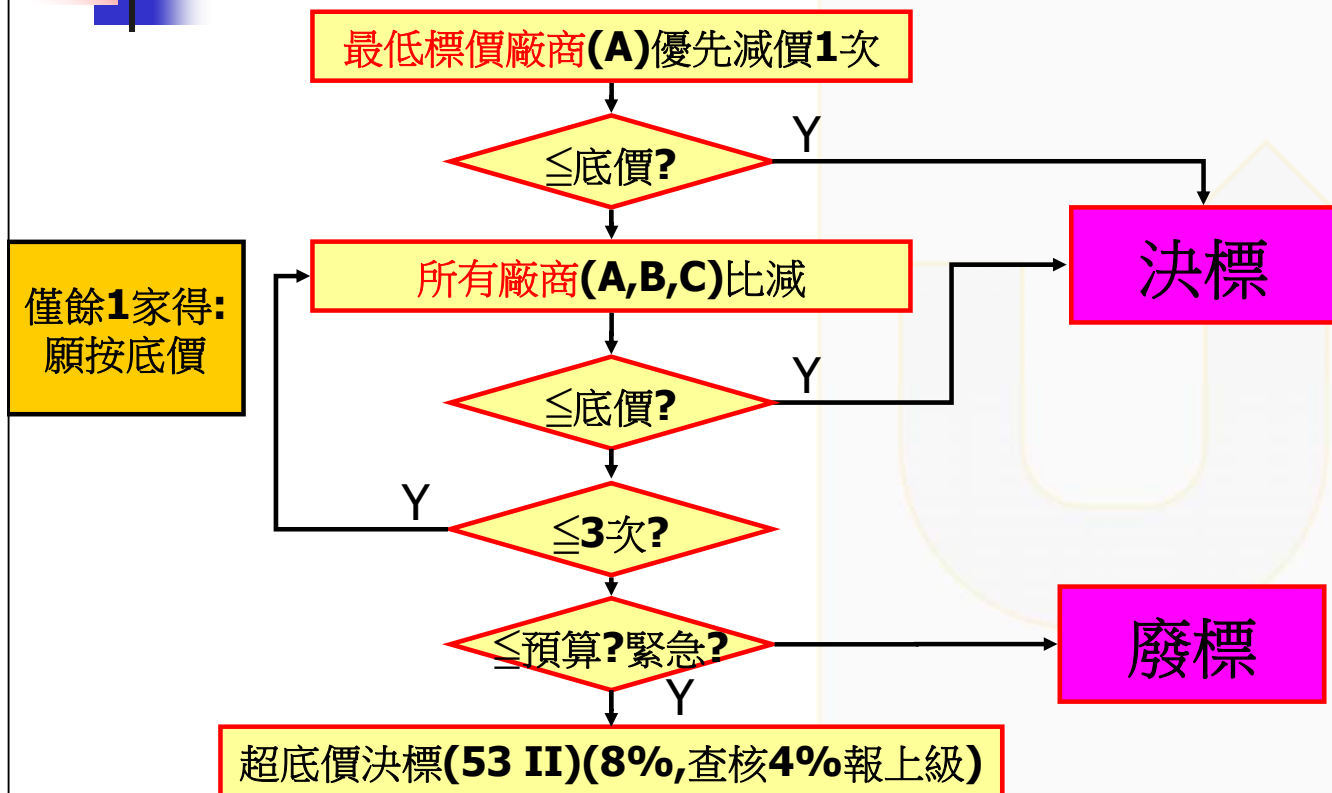 最低標價廠商(A)優先減價1次
≦底價?
Y
決標
僅餘1家得:
願按底價
所有廠商(A,B,C)比減
≦底價?
Y
≦3次?
Y
≦預算?緊急?
Y
廢標
超底價決標(53 II)(8%,查核4%報上級)